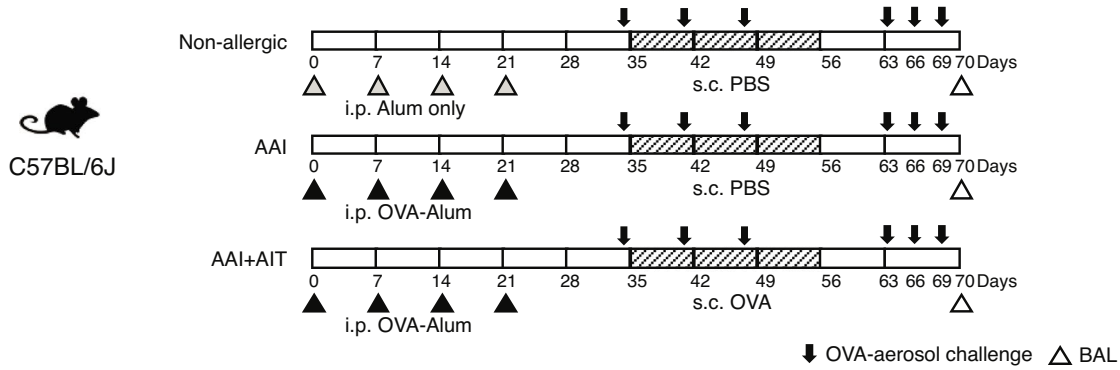 Non-allergic
0 7 14 21 28 35 42 49 56 63 66 69 70 Days
i.p. Alum only s.c. PBS
C57BL/6J
AAI
0 7 14 21 28 35 42 49 56 63 66 69 70 Days
i.p. OVA-Alum s.c. PBS
AAI+AIT
0 7 14 21 28 35 42 49 56 63 66 69 70 Days
i.p. OVA-Alum s.c. OVA
OVA-aerosol challenge BAL